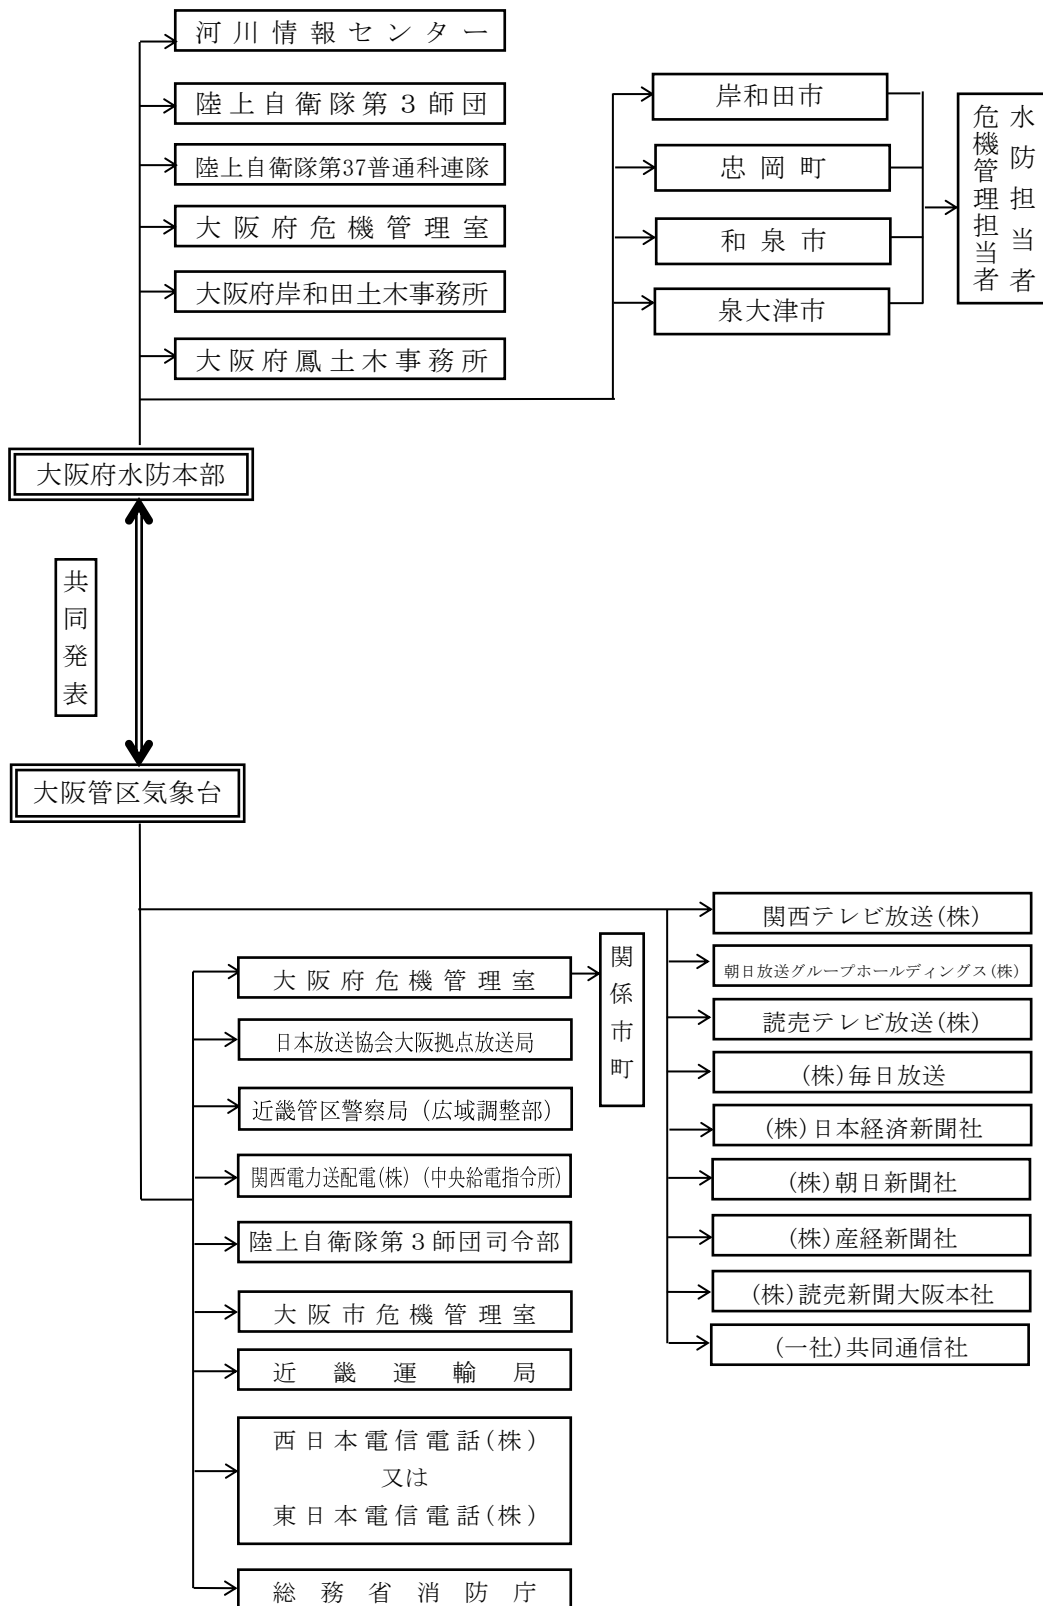 河川情報センター
陸上自衛隊第３師団
陸上自衛隊第37普通科連隊
大阪府危機管理室
大阪府岸和田土木事務所
大阪府鳳土木事務所
岸和田市
忠岡町
和泉市
泉大津市
水防担当者
危機管理担当者
大阪府水防本部
共同発表
大阪管区気象台
関西テレビ放送(株)
朝日放送グループホールディングス(株)
読売テレビ放送(株)
(株)毎日放送
(株)日本経済新聞社
(株)朝日新聞社
(株)産経新聞社
(株)読売新聞大阪本社
(一社)共同通信社
大阪府危機管理室
関係市町
日本放送協会大阪拠点放送局
近畿管区警察局（広域調整部）
関西電力送配電(株)（中央給電指令所）
陸上自衛隊第３師団司令部
大阪市危機管理室
近畿運輸局
西日本電信電話(株)
又は
東日本電信電話(株)
総務省消防庁